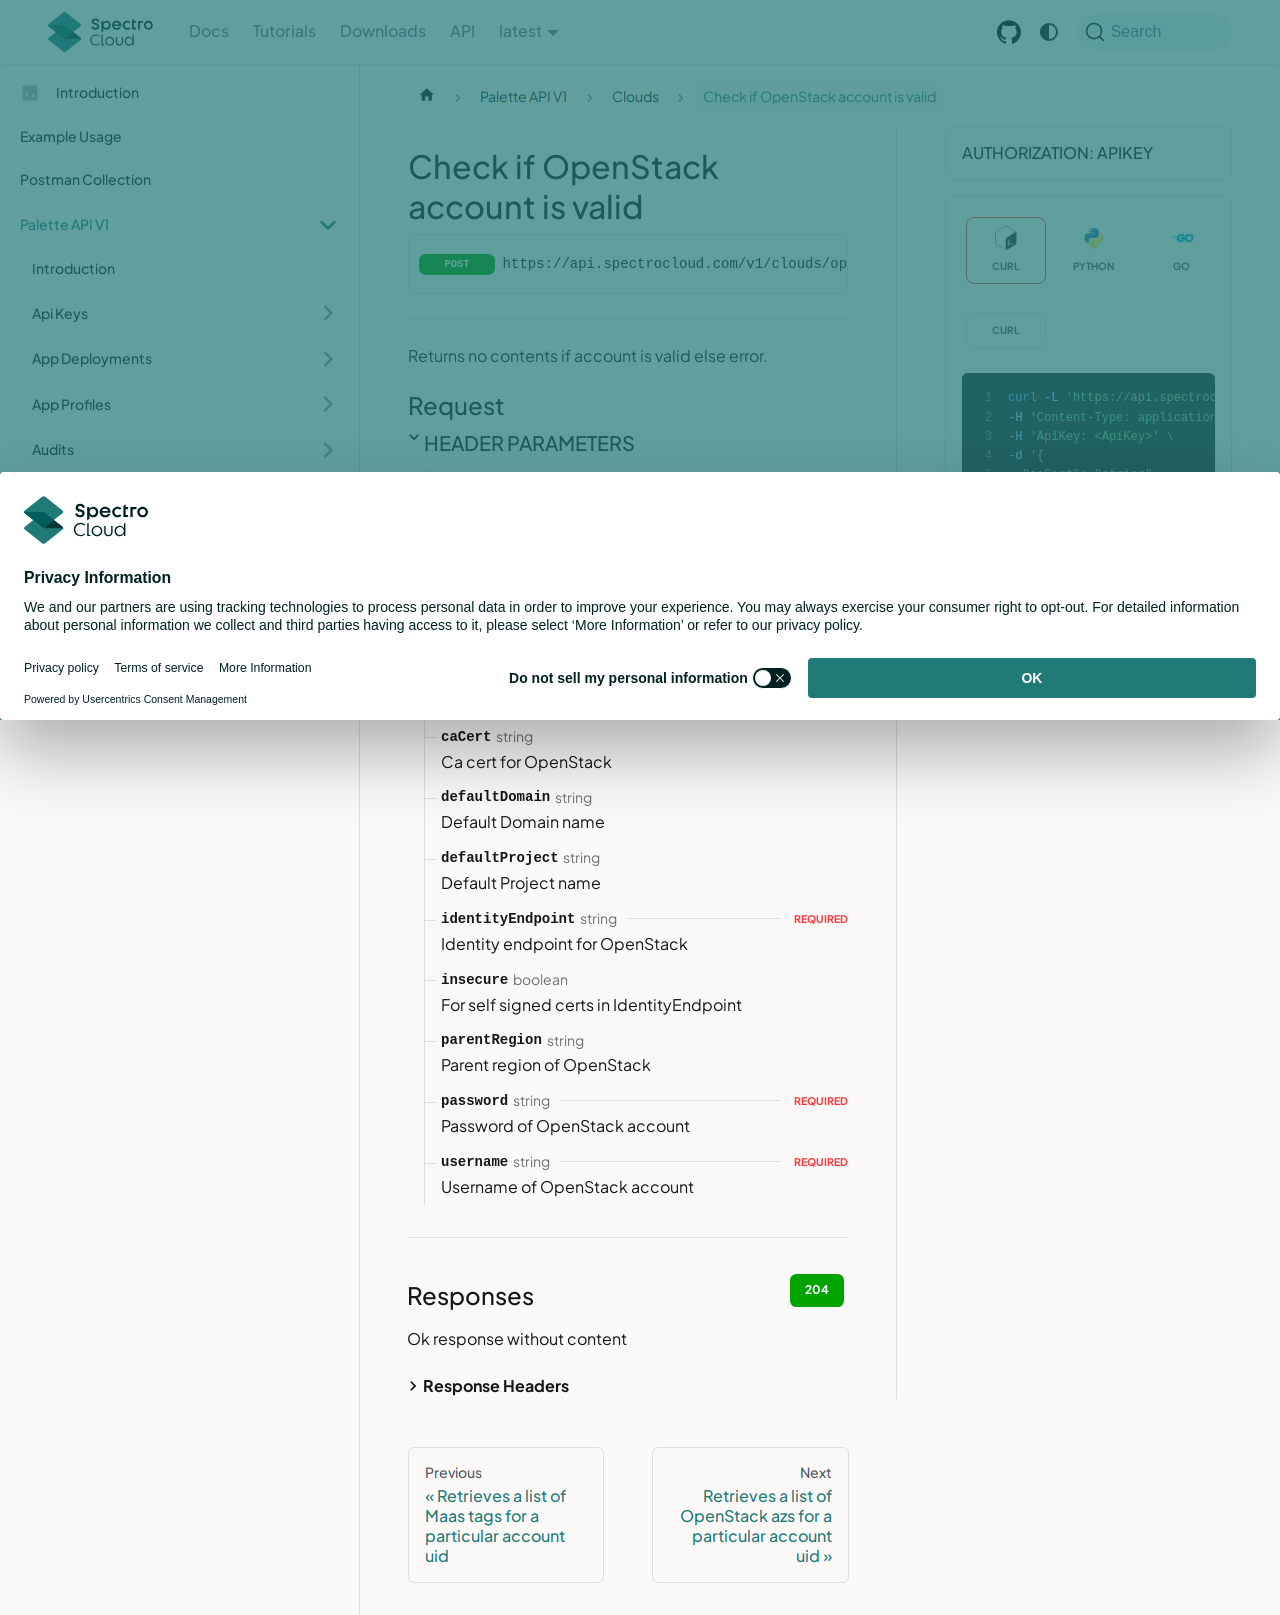 Spectro Cloud
Docs
Tutorials
Downloads
API
latest
Search
Introduction
Example Usage
Postman Collection
Palette API V1
Introduction
Api Keys
App Deployments
App Profiles
Audits
Palette API V1
Clouds
Check if OpenStack account is valid
Check if OpenStack
account is valid
POST
https://api.spectrocloud.com/v1/clouds/op
Returns no contents if account is valid else error.
Request
HEADER PARAMETERS
AUTHORIZATION: APIKEY
CURL
PYTHON
GO
CURL
1 curl -L 'https://api.spectroc
2 -H 'Content-Type: application
3 -H 'ApiKey: <ApiKey>' \
4 -d '{
Spectro
Cloud
Privacy Information
We and our partners are using tracking technologies to process personal data in order to improve your experience. You may always exercise your consumer right to opt-out. For detailed information
about personal information we collect and third parties having access to it, please select ‘More Information’ or refer to our privacy policy.
Privacy policy
Terms of service
More Information
Powered by Usercentrics Consent Management
Do not sell my personal information
OK
caCert string
Ca cert for OpenStack
defaultDomain string
Default Domain name
defaultProject string
Default Project name
identityEndpoint string REQUIRED
Identity endpoint for OpenStack
insecure boolean
For self signed certs in IdentityEndpoint
parentRegion string
Parent region of OpenStack
password string REQUIRED
Password of OpenStack account
username string REQUIRED
Username of OpenStack account
Responses
204
Ok response without content
Response Headers
Previous
« Retrieves a list of
Maas tags for a
particular account
uid
Next
Retrieves a list of
OpenStack azs for a
particular account
uid »